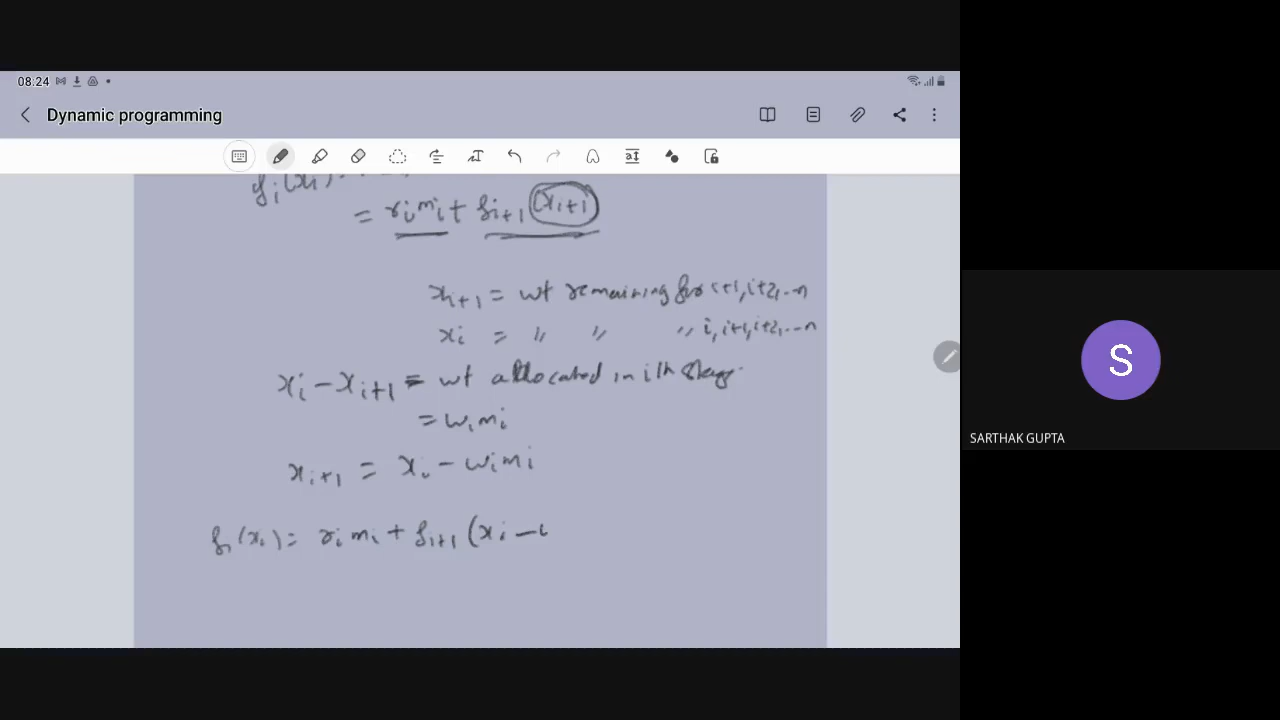 08:24
Dynamic programming
f_i(x_i)
= r_i m_i + f_{i+1} (x_{i+1})
x_{i+1} = wt remaining for i+1, i+2, ..n
x_i = " " " i, i+1, i+2, ..n
x_i - x_{i+1} = wt allocated in ith stage.
= w_i m_i
x_{i+1} = x_i - w_i m_i
f_i(x_i) = r_i m_i + f_{i+1} (x_i -
S
SARTHAK GUPTA